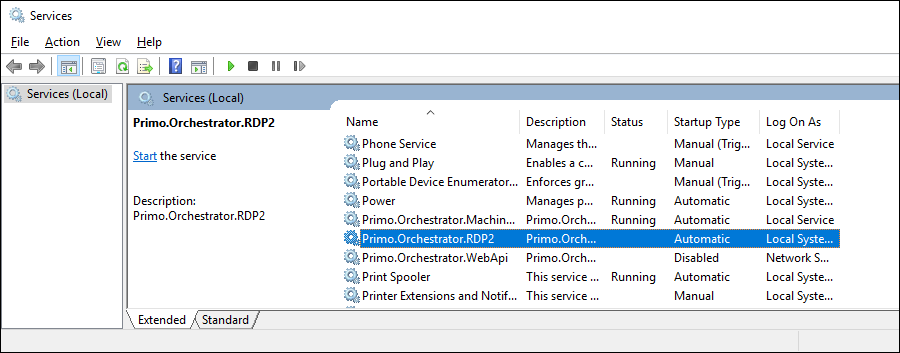 Services
File Action View Help
Services (Local)
Services (Local)
Primo.Orchestrator.RDP2
Start the service
Description:
Primo.Orchestrator.RDP2
Name Description Status Startup Type Log On As
Phone Service Manages th... Manual (Trig... Local Service
Plug and Play Enables a c... Running Manual Local Syste...
Portable Device Enumerator... Enforces gr... Manual (Trig... Local Syste...
Power Manages p... Running Automatic Local Syste...
Primo.Orchestrator.Machin... Primo.Orch... Running Automatic Local Service
Primo.Orchestrator.RDP2 Primo.Orch... Automatic Local Syste...
Primo.Orchestrator.WebApi Primo.Orch... Disabled Network S...
Print Spooler This service ... Running Automatic Local Syste...
Printer Extensions and Notif... This service ... Manual Local Syste...
Extended Standard